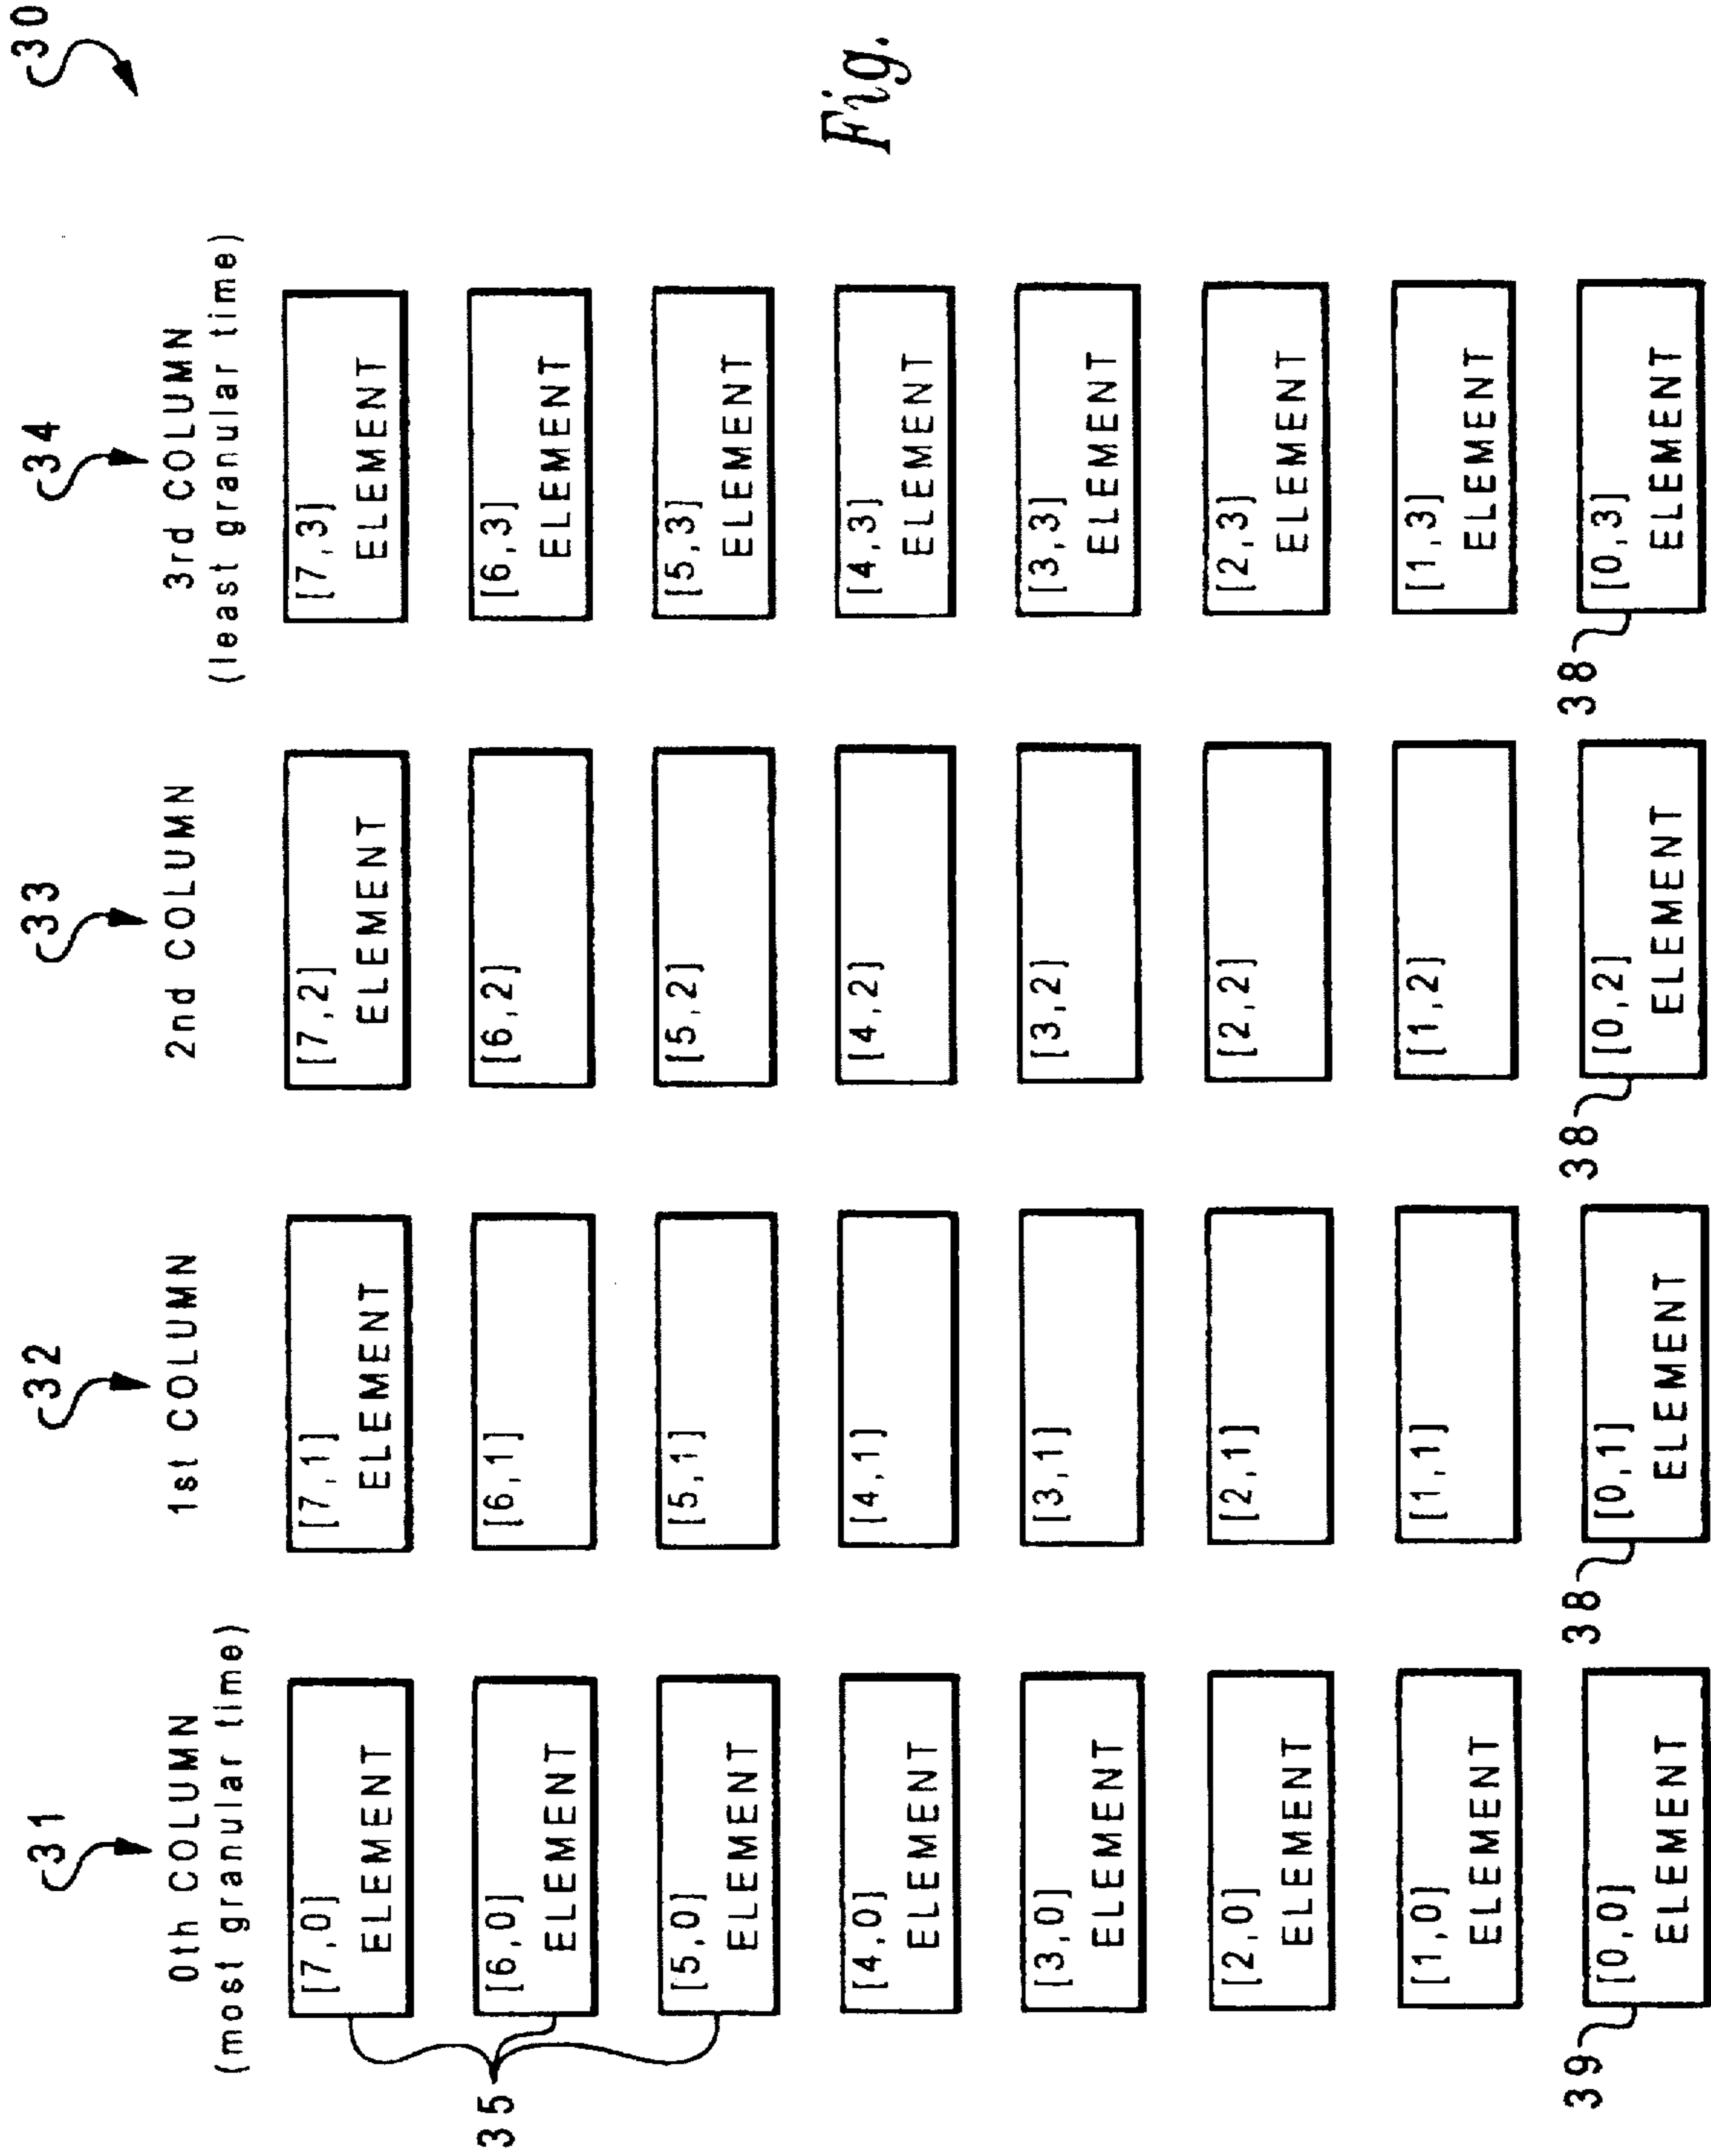 30
31
32
33
34
0th COLUMN
(most granular time)
1st COLUMN
2nd COLUMN
3rd COLUMN
(least granular time)
[7,0]
ELEMENT
[7,1]
ELEMENT
[7,2]
ELEMENT
[7,3]
ELEMENT
35
[6,0]
ELEMENT
[6,1]
[6,2]
[6,3]
ELEMENT
[5,0]
ELEMENT
[5,1]
[5,2]
[5,3]
ELEMENT
[4,0]
ELEMENT
[4,1]
[4,2]
[4,3]
ELEMENT
[3,0]
ELEMENT
[3,1]
[3,2]
[3,3]
ELEMENT
[2,0]
ELEMENT
[2,1]
[2,2]
[2,3]
ELEMENT
[1,0]
ELEMENT
[1,1]
[1,2]
[1,3]
ELEMENT
39
[0,0]
ELEMENT
38
[0,1]
ELEMENT
38
[0,2]
ELEMENT
38
[0,3]
ELEMENT
Fig.